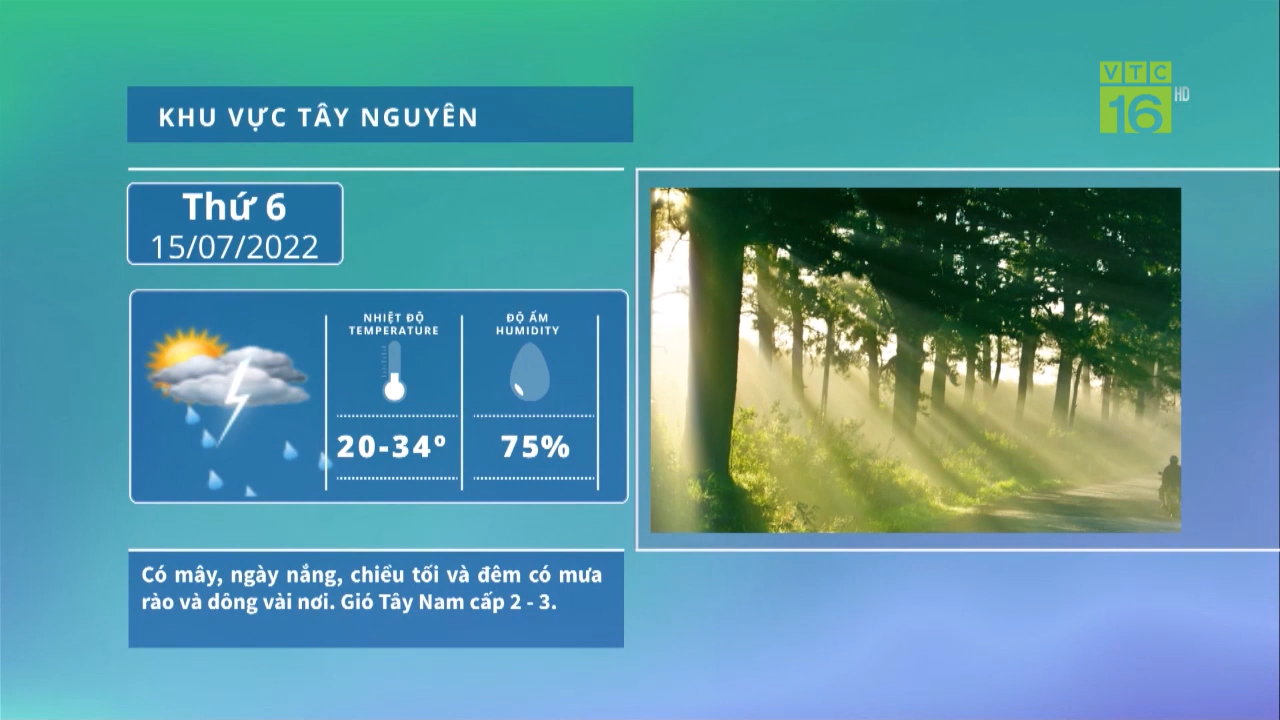 VTC
16 HD
KHU VỰC TÂY NGUYÊN
Thứ 6
15/07/2022
NHIỆT ĐỘ
TEMPERATURE
20-34º
ĐỘ ẨM
HUMIDITY
75%
Có mây, ngày nắng, chiều tối và đêm có mưa
rào và dông vài nơi. Gió Tây Nam cấp 2 - 3.